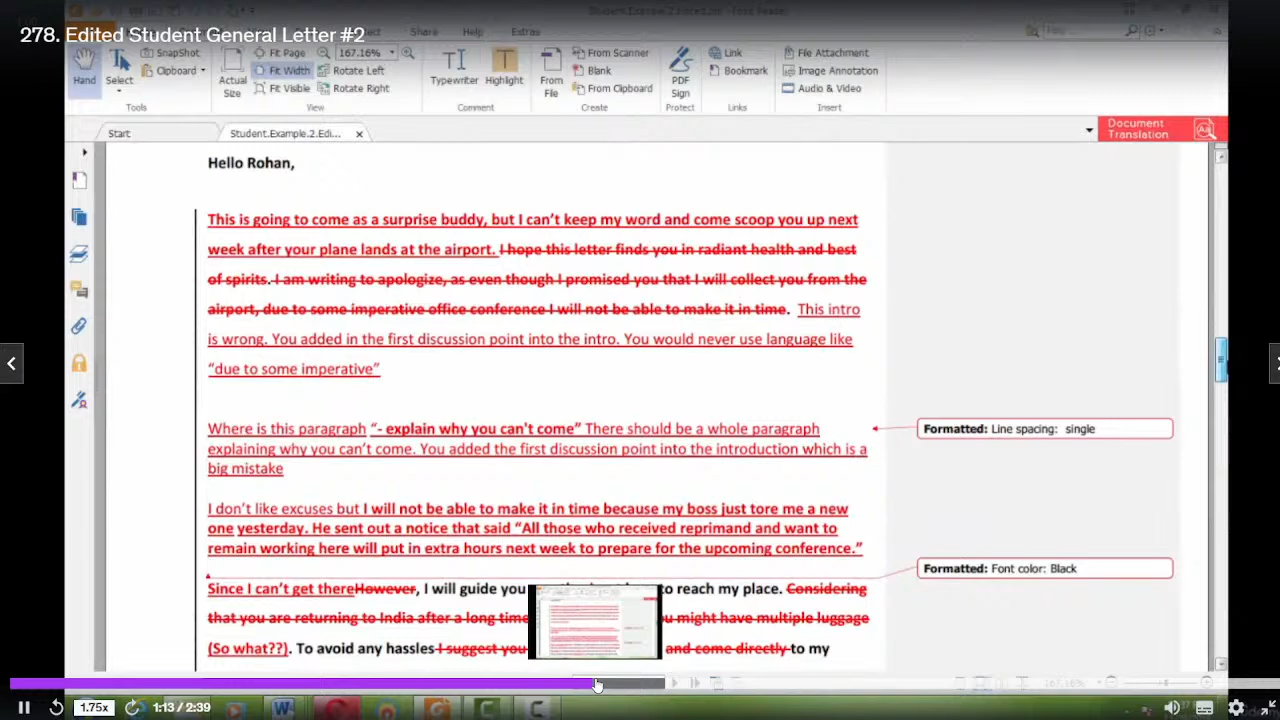 278. Edited Student General Letter #2
Share Help Extras
Hand
Select
SnapShot
Clipboard
Tools
Actual Size
Fit Page
Fit Width
Fit Visible
167.16%
Rotate Left
Rotate Right
View
Typewriter
Highlight
Comment
From File
From Scanner
Blank
From Clipboard
Create
PDF Sign
Protect
Link
Bookmark
Links
File Attachment
Image Annotation
Audio & Video
Insert
Start
Student.Example.2.Edi...
Document Translation
Hello Rohan,
This is going to come as a surprise buddy, but I can’t keep my word and come scoop you up next
week after your plane lands at the airport. I hope this letter finds you in radiant health and best
of spirits. I am writing to apologize, as even though I promised you that I will collect you from the
airport, due to some imperative office conference I will not be able to make it in time. This intro
is wrong. You added in the first discussion point into the intro. You would never use language like
“due to some imperative”
Where is this paragraph “- explain why you can't come” There should be a whole paragraph
explaining why you can’t come. You added the first discussion point into the introduction which is a
big mistake
Formatted: Line spacing: single
I don’t like excuses but I will not be able to make it in time because my boss just tore me a new
one yesterday. He sent out a notice that said “All those who received reprimand and want to
remain working here will put in extra hours next week to prepare for the upcoming conference.”
Formatted: Font color: Black
Since I can’t get thereHowever, I will guide you to reach my place. Considering
that you are returning to India after a long time might have multiple luggage
(So what??). To avoid any hassles I suggest you and come directly to my
167.16%
1.75x
1:13 / 2:39